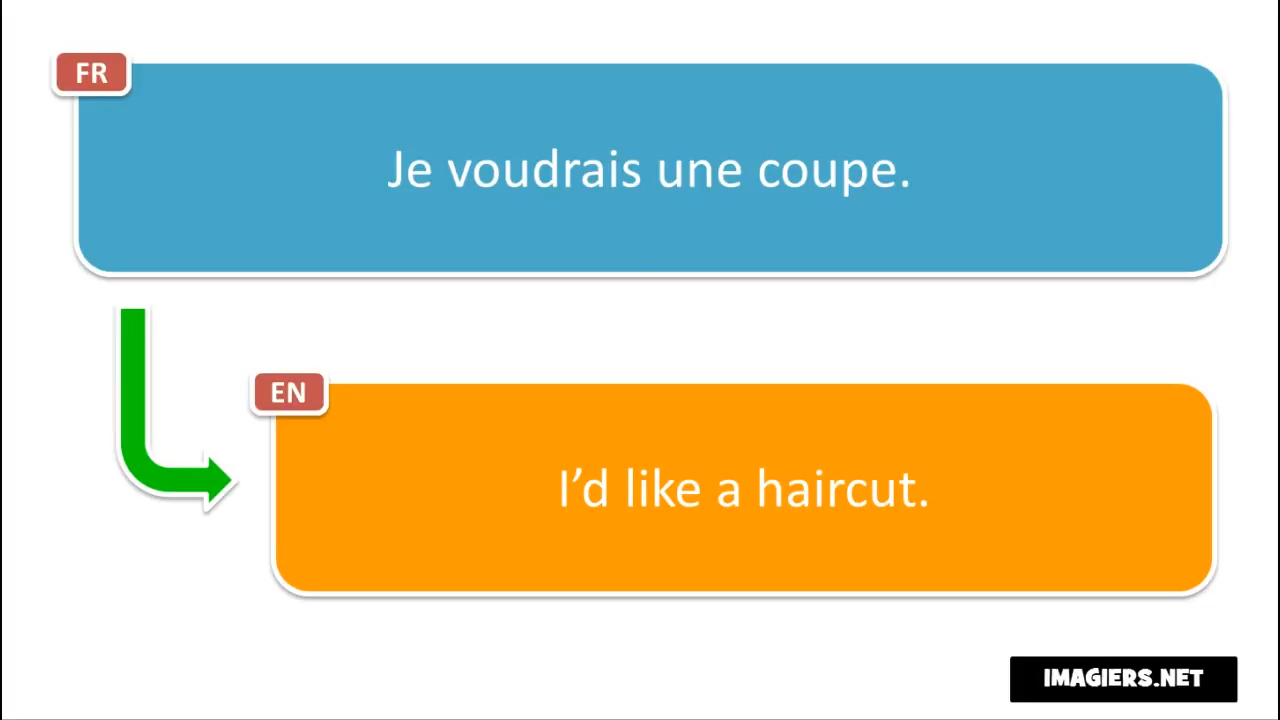 FR
Je voudrais une coupe.
EN
I’d like a haircut.
IMAGIERS.NET